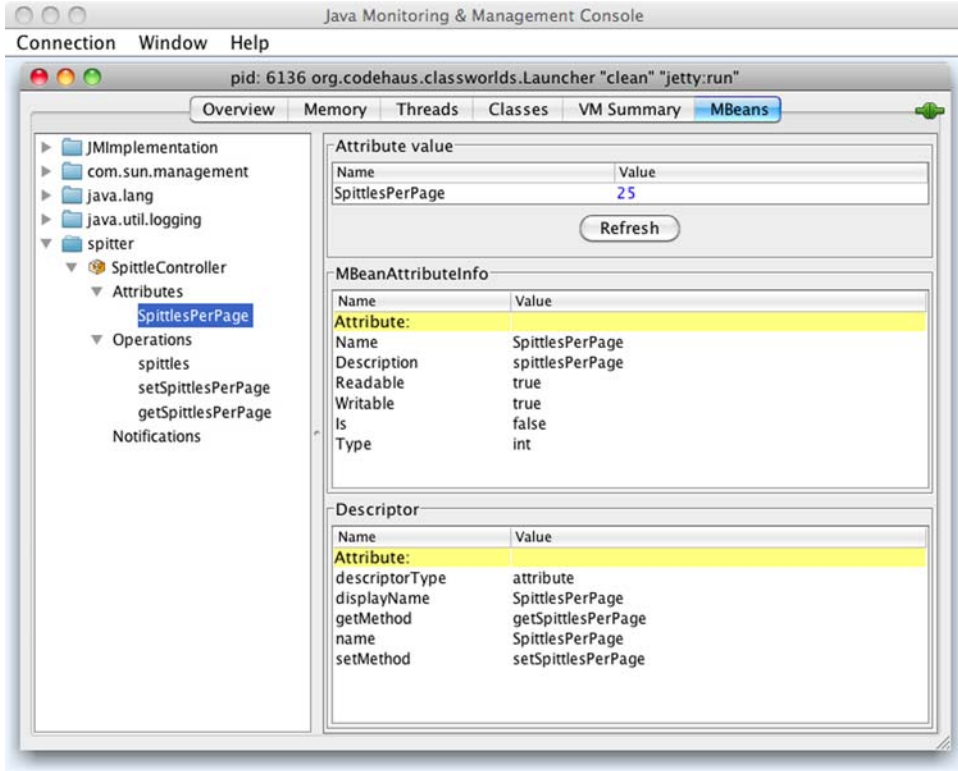 Java Monitoring & Management Console
Connection Window Help
pid: 6136 org.codehaus.classworlds.Launcher "clean" "jetty:run"
Overview Memory Threads Classes VM Summary MBeans
JMImplementation
com.sun.management
java.lang
java.util.logging
spitter
SpittleController
Attributes
SpittlesPerPage
Operations
spittles
setSpittlesPerPage
getSpittlesPerPage
Notifications
Attribute value
Name Value
SpittlesPerPage 25
Refresh
MBeanAttributeInfo
Name Value
Attribute:
Name SpittlesPerPage
Description spittlesPerPage
Readable true
Writable true
Is false
Type int
Descriptor
Name Value
Attribute:
descriptorType attribute
displayName SpittlesPerPage
getMethod getSpittlesPerPage
name SpittlesPerPage
setMethod setSpittlesPerPage